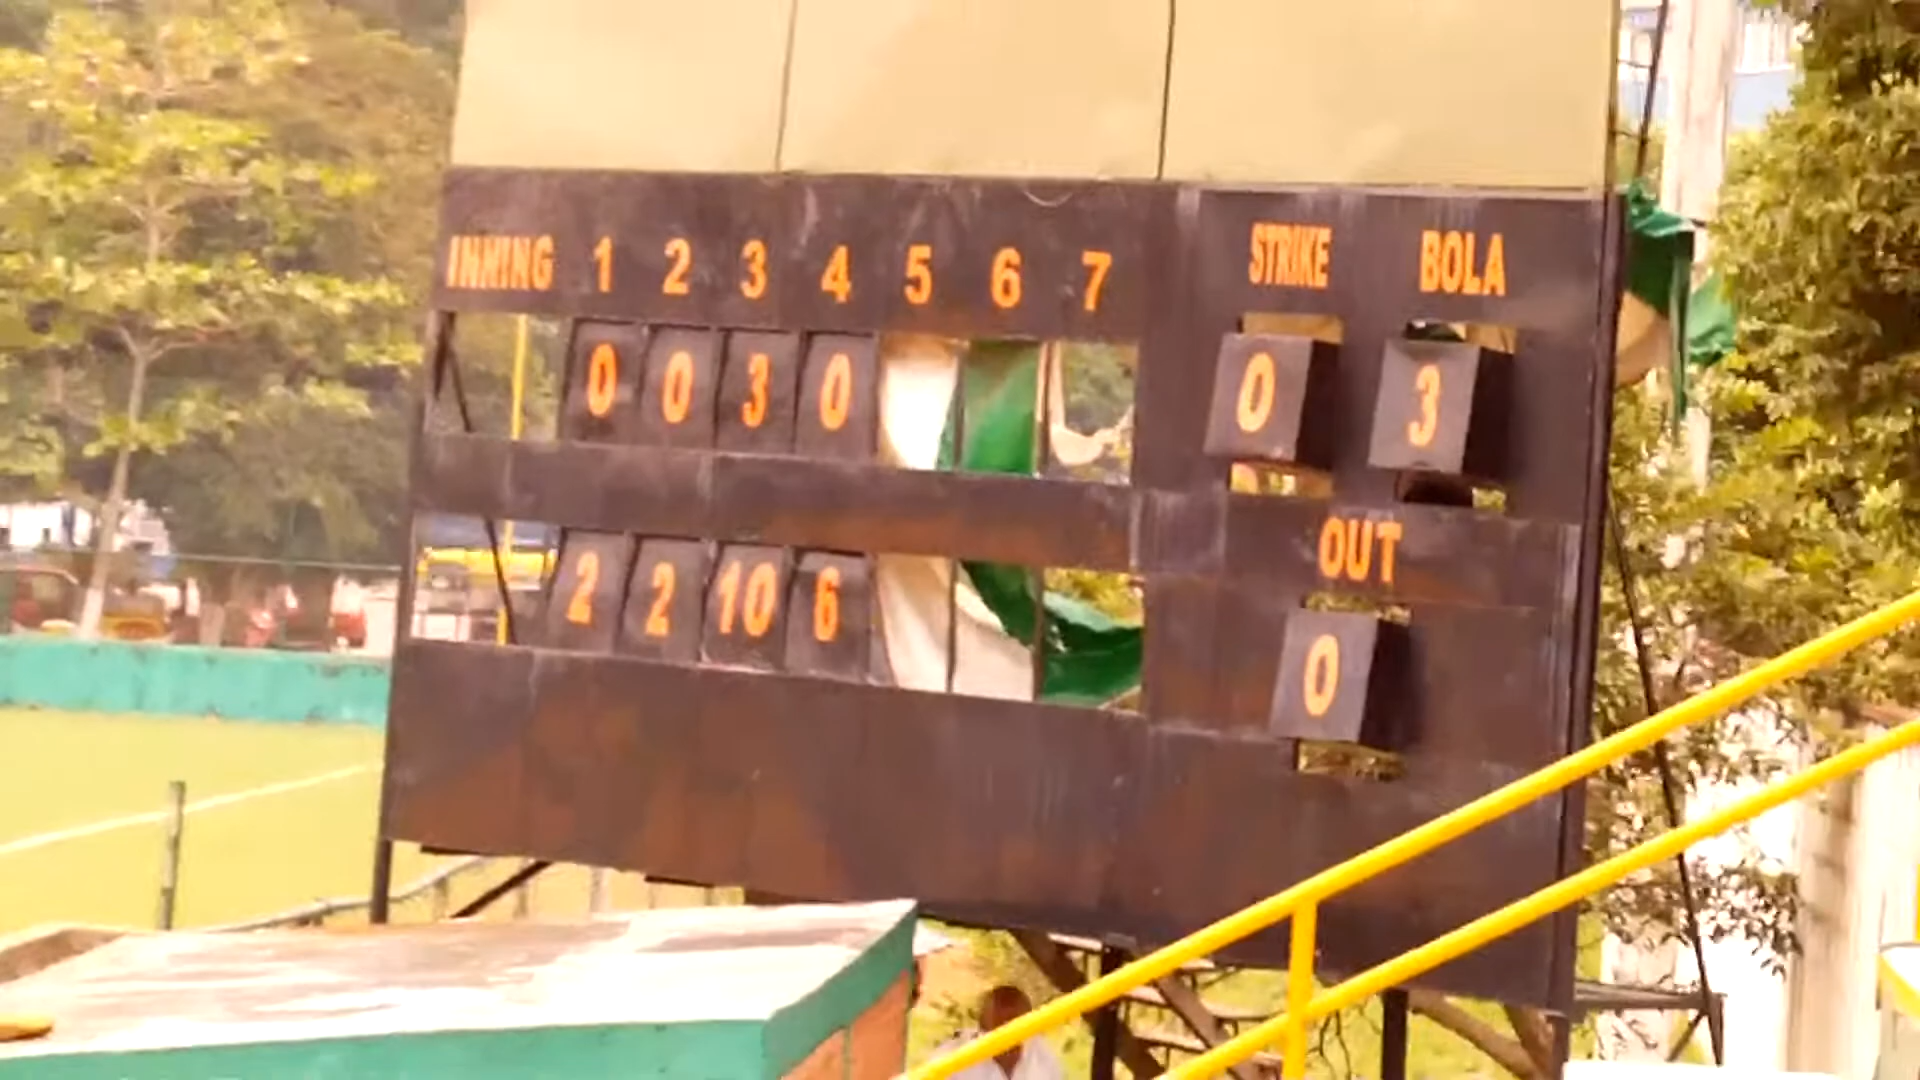 INNING 1 2 3 4 5 6 7 STRIKE BOLA
0 0 3 0 0 3
OUT
2 2 10 6 0